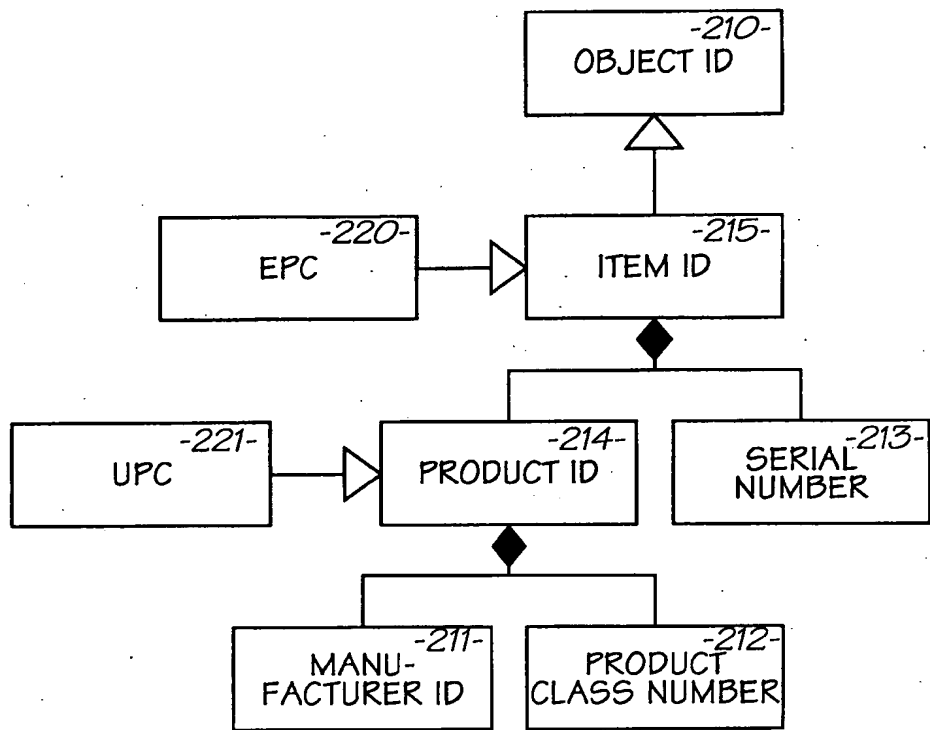 -210-
OBJECT ID
-220-
EPC
-215-
ITEM ID
-221-
UPC
-214-
PRODUCT ID
-213-
SERIAL
NUMBER
-211-
MANU-
FACTURER ID
-212-
PRODUCT
CLASS NUMBER